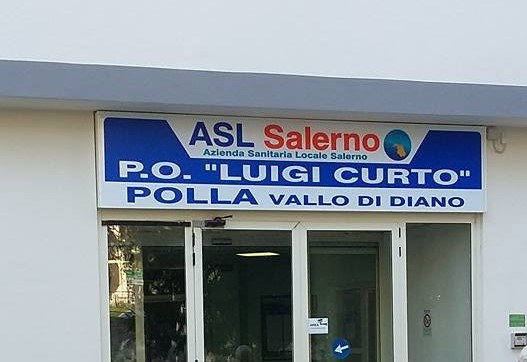 ASL Salerno
Azienda Sanitaria Locale Salerno
P.O. "LUIGI CURTO"
POLLA VALLO DI DIANO